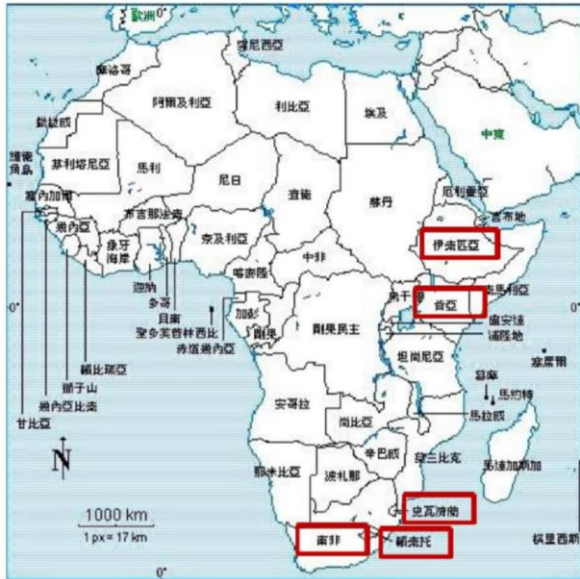 歐洲
突尼西亞
摩洛哥
阿爾及利亞
利比亞
埃及
中東
維德
角島
茅利塔尼亞
馬利
尼日
查德
蘇丹
厄利垂亞
吉布地
塞內加爾
布吉那法索
幾內亞
象牙
海岸
奈及利亞
伊索匹亞
中非
喀麥隆
迦納
多哥
貝南
聖多美普林西比
赤道幾內亞
加彭
剛果
剛果民主
烏干達
肯亞
索馬利亞
盧安達
浦隆地
坦尚尼亞
0°
0°
賴比瑞亞
獅子山
幾內亞比索
甘比亞
塞席爾
葛摩
馬約特
馬拉威
安哥拉
尚比亞
辛巴威
莫三比克
馬達加斯加
那米比亞
波札那
N
1000 km
1 px = 17 km
史瓦濟蘭
南非
賴索托
模里西斯
0°
0°